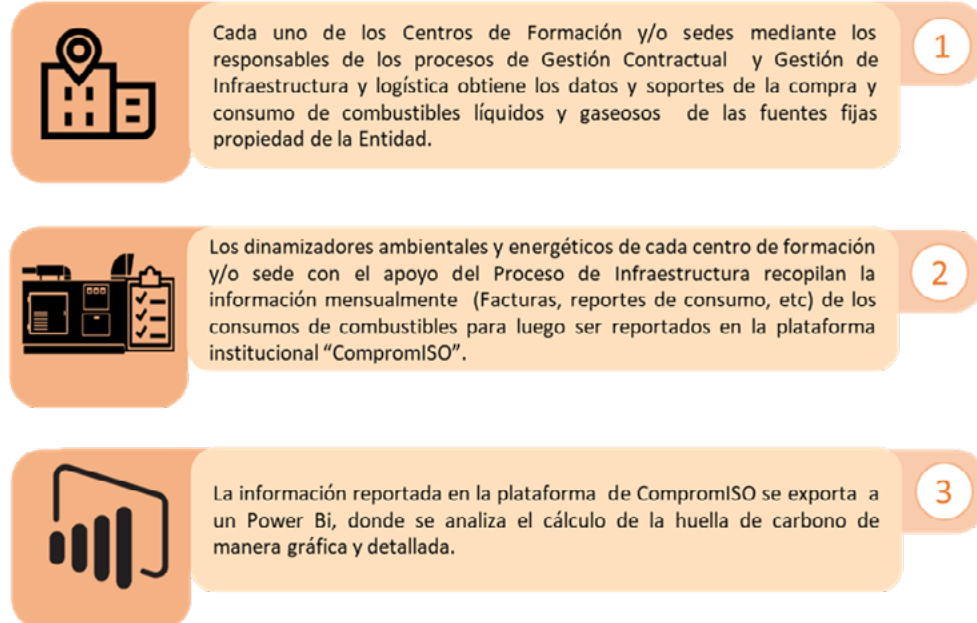 Cada uno de los Centros de Formación y/o sedes mediante los
responsables de los procesos de Gestión Contractual y Gestión de
Infraestructura y logística obtiene los datos y soportes de la compra y
consumo de combustibles líquidos y gaseosos de las fuentes fijas
propiedad de la Entidad.
1
Los dinamizadores ambientales y energéticos de cada centro de formación
y/o sede con el apoyo del Proceso de Infraestructura recopilan la
información mensualmente (Facturas, reportes de consumo, etc) de los
consumos de combustibles para luego ser reportados en la plataforma
institucional “CompromISO”.
2
La información reportada en la plataforma de CompromISO se exporta a
un Power Bi, donde se analiza el cálculo de la huella de carbono de
manera gráfica y detallada.
3